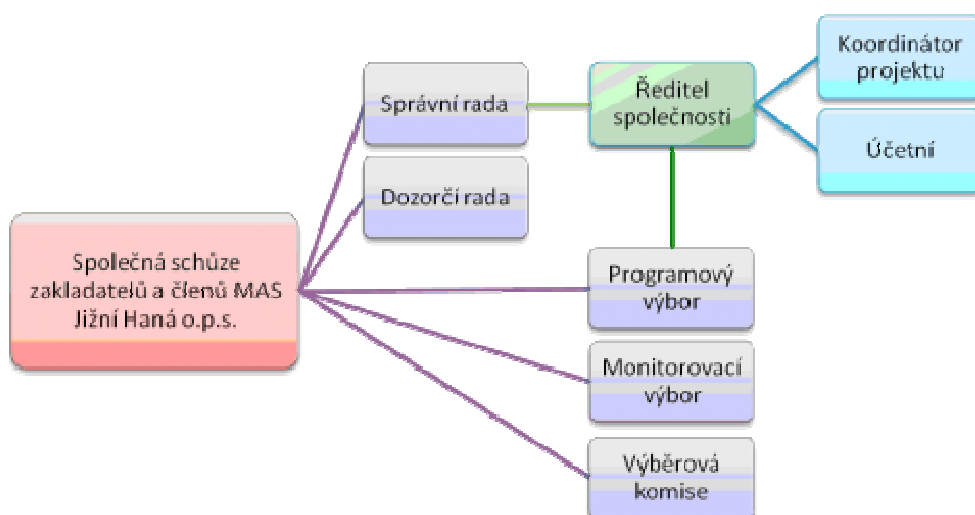 Společná schůze
zakladatelů a členů MAS
Jižní Haná o.p.s.
Správní rada
Dozorčí rada
Ředitel
společnosti
Koordinátor
projektu
Účetní
Programový
výbor
Monitorovací
výbor
Výběrová
komise